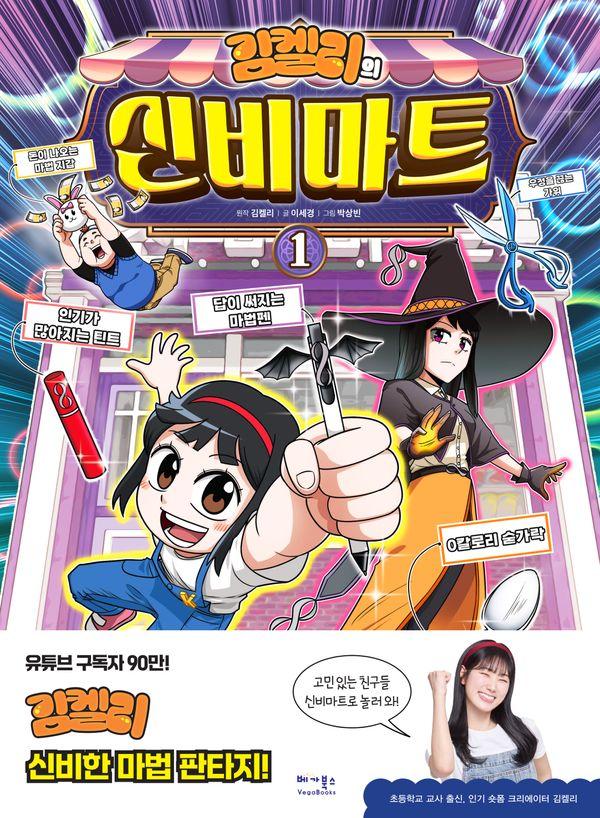 김켈리의
신비마트
원작 김켈리 | 글 이세경 | 그림 박상빈
1
돈이 나오는
마법 지갑
우정을 끊는
가위
인기가
많아지는 틴트
답이 써지는
마법펜
0칼로리 숟가락
유튜브 구독자 90만!
김켈리
신비한 마법 판타지!
고민 있는 친구들
신비마트로 놀러 와!
베가북스
VegaBooks
초등학교 교사 출신, 인기 숏폼 크리에이터 김켈리